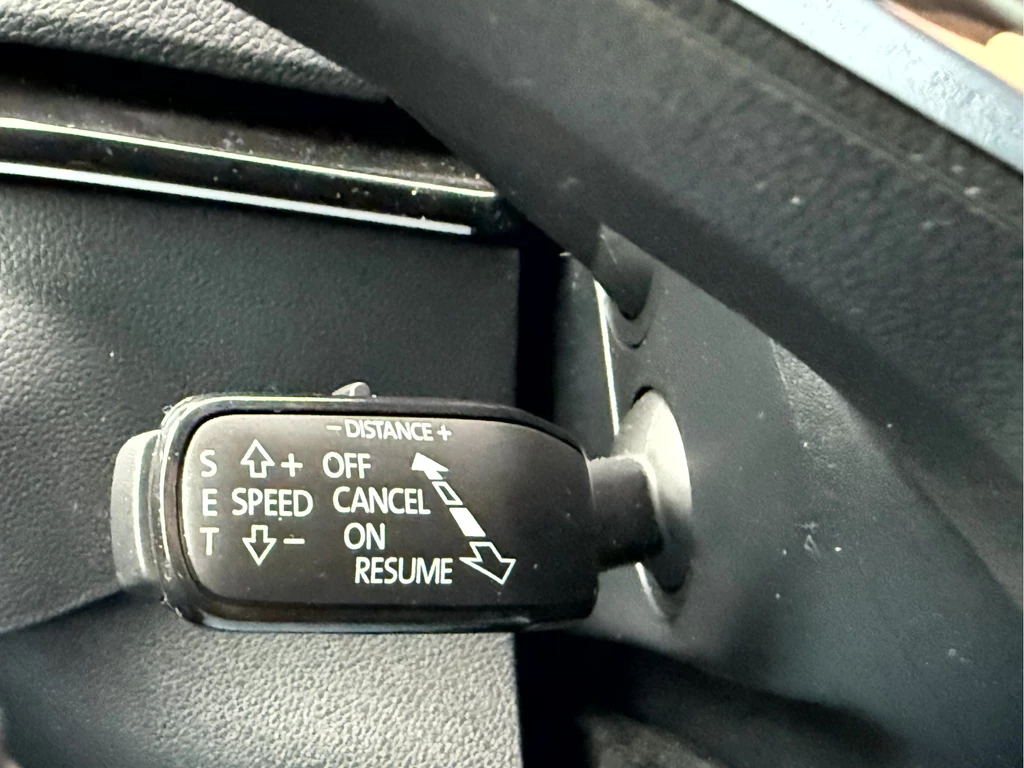 - DISTANCE +
S + OFF
E SPEED CANCEL
T - ON
RESUME